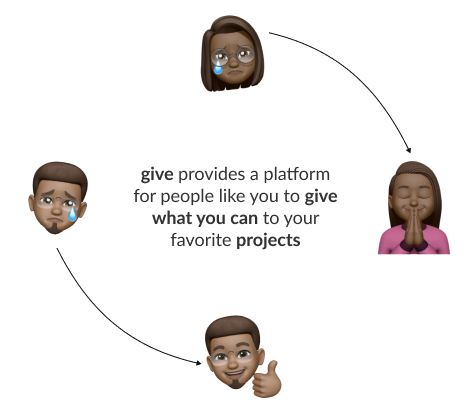 give provides a platform
for people like you to give
what you can to your
favorite projects